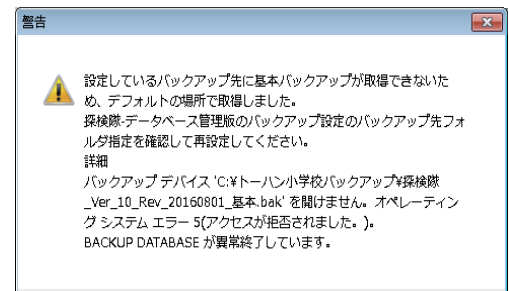 警告
設定しているバックアップ先に基本バックアップが取得できないた
め、デフォルトの場所で取得しました。
探検隊-データベース管理版のバックアップ設定のバックアップ先フォ
ルダ指定を確認して再設定してください。
詳細
バックアップ デバイス 'C:¥トーハン小学校バックアップ¥探検隊
_Ver_10_Rev_20160801_基本.bak' を開けません。オペレーティン
グ システム エラー 5(アクセスが拒否されました。)。
BACKUP DATABASE が異常終了しています。